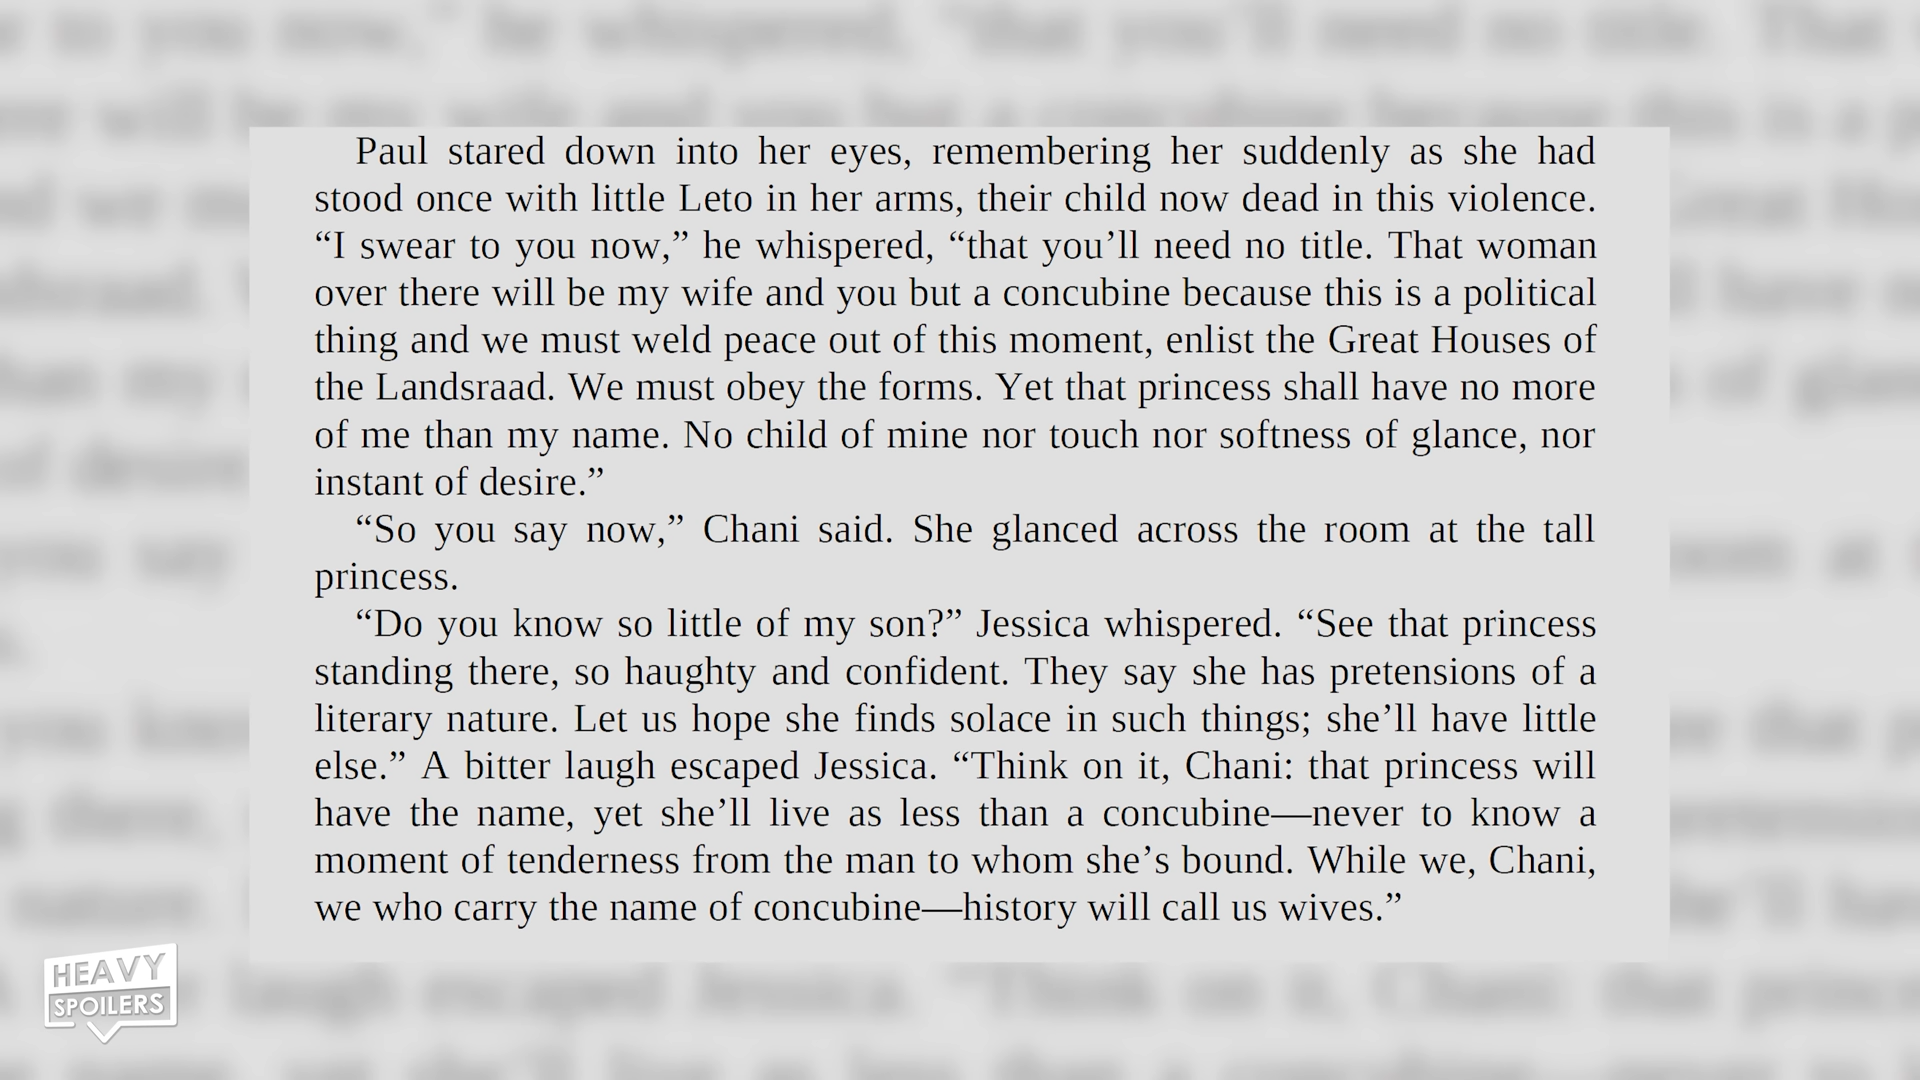 Paul stared down into her eyes, remembering her suddenly as she had
stood once with little Leto in her arms, their child now dead in this violence.
“I swear to you now,” he whispered, “that you’ll need no title. That woman
over there will be my wife and you but a concubine because this is a political
thing and we must weld peace out of this moment, enlist the Great Houses of
the Landsraad. We must obey the forms. Yet that princess shall have no more
of me than my name. No child of mine nor touch nor softness of glance, nor
instant of desire.”
“So you say now,” Chani said. She glanced across the room at the tall
princess.
“Do you know so little of my son?” Jessica whispered. “See that princess
standing there, so haughty and confident. They say she has pretensions of a
literary nature. Let us hope she finds solace in such things; she’ll have little
else.” A bitter laugh escaped Jessica. “Think on it, Chani: that princess will
have the name, yet she’ll live as less than a concubine—never to know a
moment of tenderness from the man to whom she’s bound. While we, Chani,
we who carry the name of concubine—history will call us wives.”
HEAVY
SPOILERS